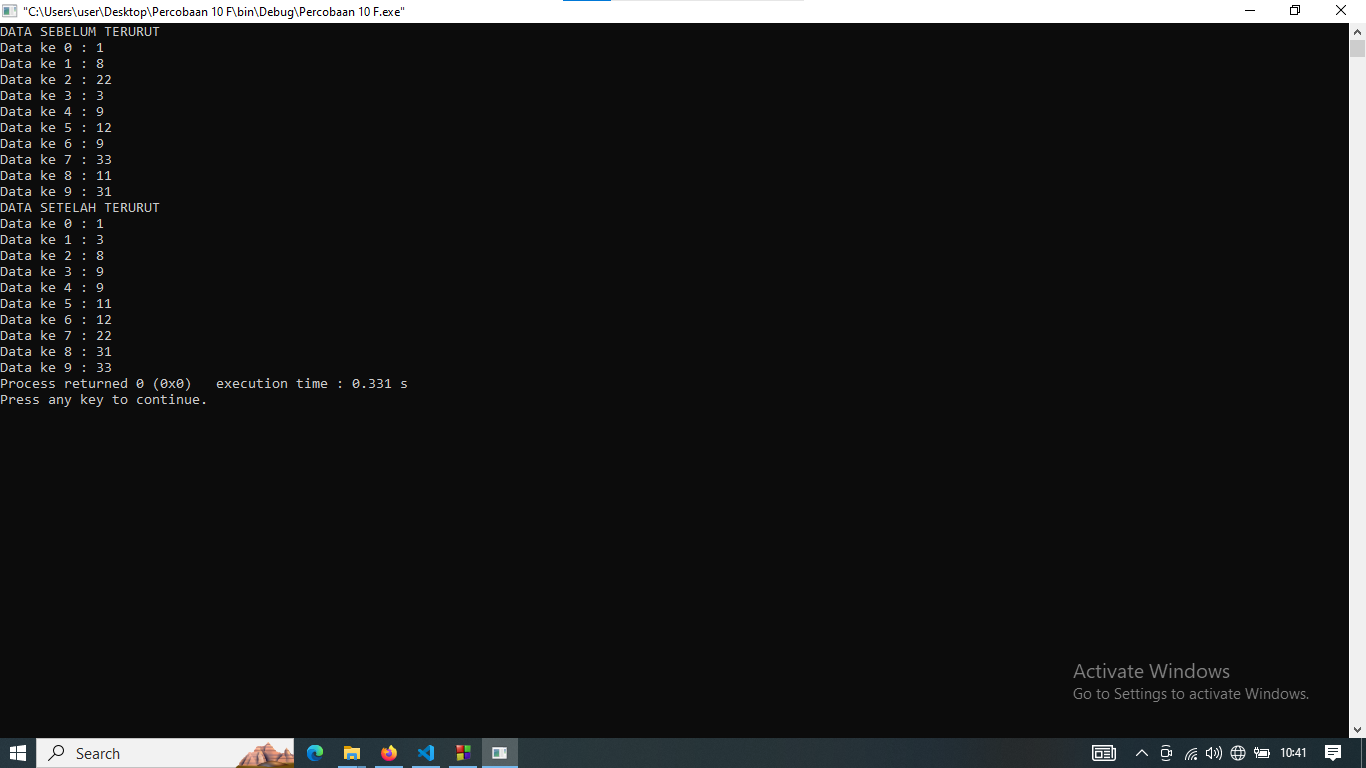 "C:\Users\user\Desktop\Percobaan 10 F\bin\Debug\Percobaan 10 F.exe"
DATA SEBELUM TERURUT
Data ke 0 : 1
Data ke 1 : 8
Data ke 2 : 22
Data ke 3 : 3
Data ke 4 : 9
Data ke 5 : 12
Data ke 6 : 9
Data ke 7 : 33
Data ke 8 : 11
Data ke 9 : 31
DATA SETELAH TERURUT
Data ke 0 : 1
Data ke 1 : 3
Data ke 2 : 8
Data ke 3 : 9
Data ke 4 : 9
Data ke 5 : 11
Data ke 6 : 12
Data ke 7 : 22
Data ke 8 : 31
Data ke 9 : 33
Process returned 0 (0x0)   execution time : 0.331 s
Press any key to continue.
Activate Windows
Go to Settings to activate Windows.
Search
10:41